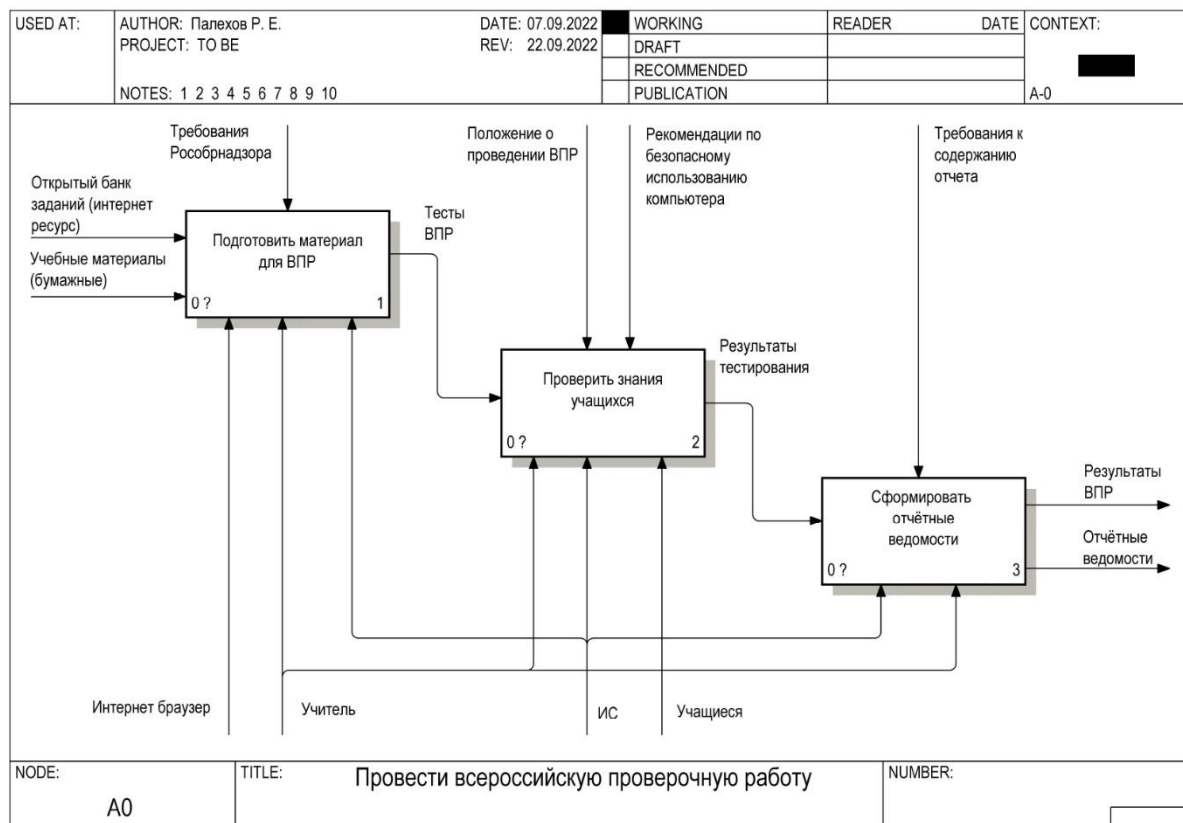 USED AT:
AUTHOR: Палехов Р. Е.
DATE: 07.09.2022
WORKING
READER
DATE
CONTEXT:
PROJECT: TO BE
REV: 22.09.2022
DRAFT
RECOMMENDED
NOTES: 1 2 3 4 5 6 7 8 9 10
PUBLICATION
A-0
Требования
Рособрнадзора
Положение о
проведении ВПР
Рекомендации по
безопасному
использованию
компьютера
Требования к
содержанию
отчета
Открытый банк
заданий (интернет
ресурс)
Учебные материалы
(бумажные)
Подготовить материал
для ВПР
0 ?
1
Тесты
ВПР
Проверить знания
учащихся
0 ?
2
Результаты
тестирования
Сформировать
отчётные
ведомости
0 ?
3
Результаты
ВПР
Отчётные
ведомости
Интернет браузер
Учитель
ИС
Учащиеся
NODE:
A0
TITLE:
Провести всероссийскую проверочную работу
NUMBER: